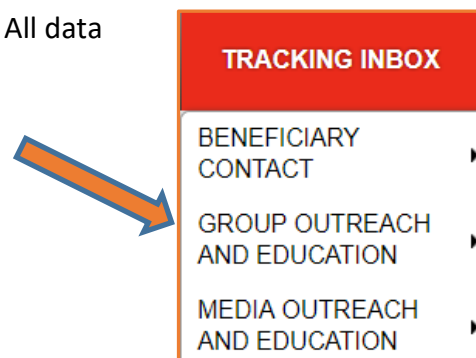 All data
TRACKING INBOX
BENEFICIARY
CONTACT
GROUP OUTREACH
AND EDUCATION
MEDIA OUTREACH
AND EDUCATION